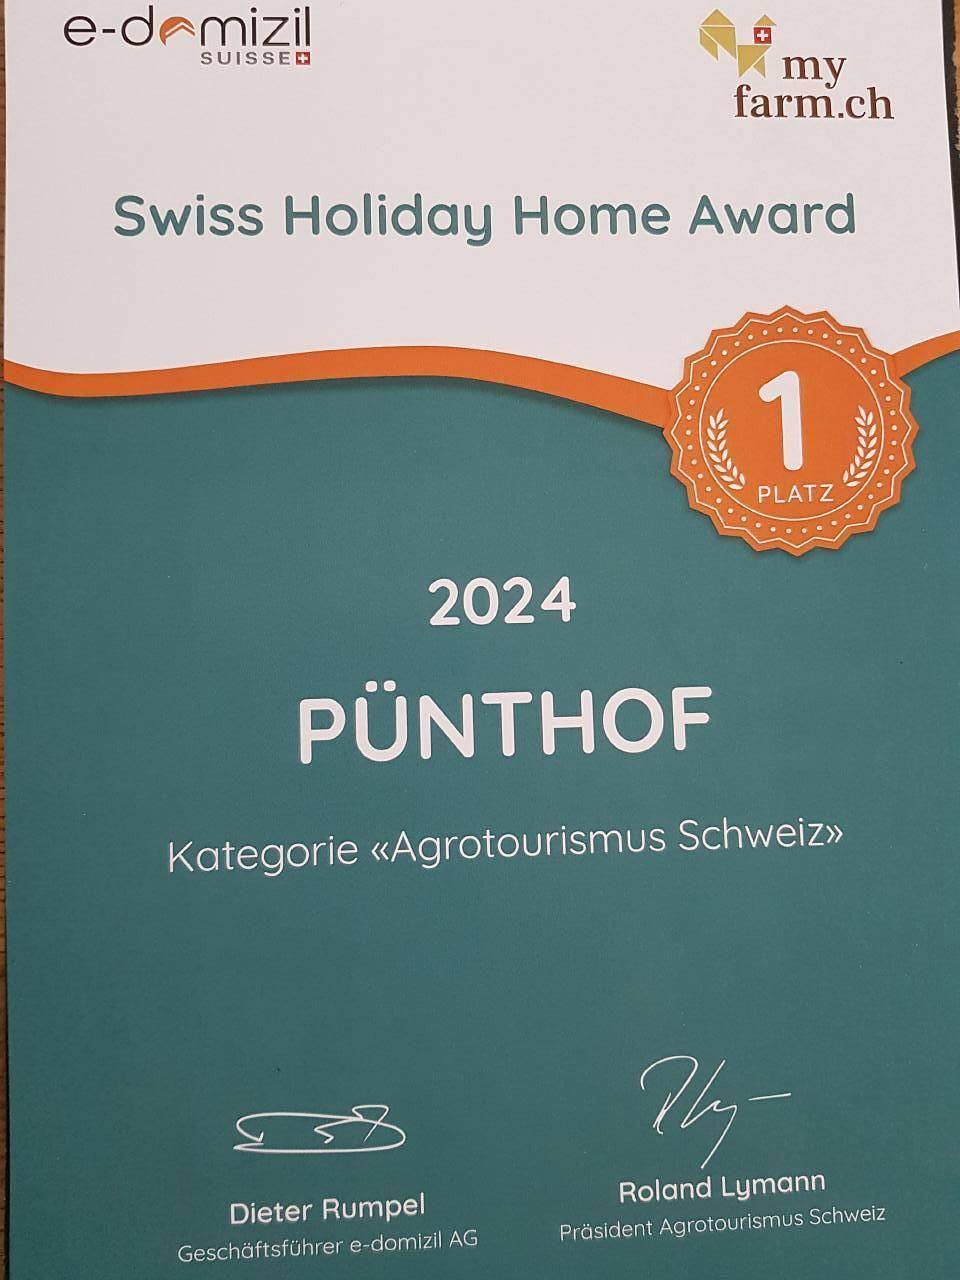 e-domizil
SUISSE
my
farm.ch
Swiss Holiday Home Award
1
PLATZ
2024
PÜNTHOF
Kategorie «Agrotourismus Schweiz»
Dieter Rumpel
Geschäftsführer e-domizil AG
Roland Lymann
Präsident Agrotourismus Schweiz